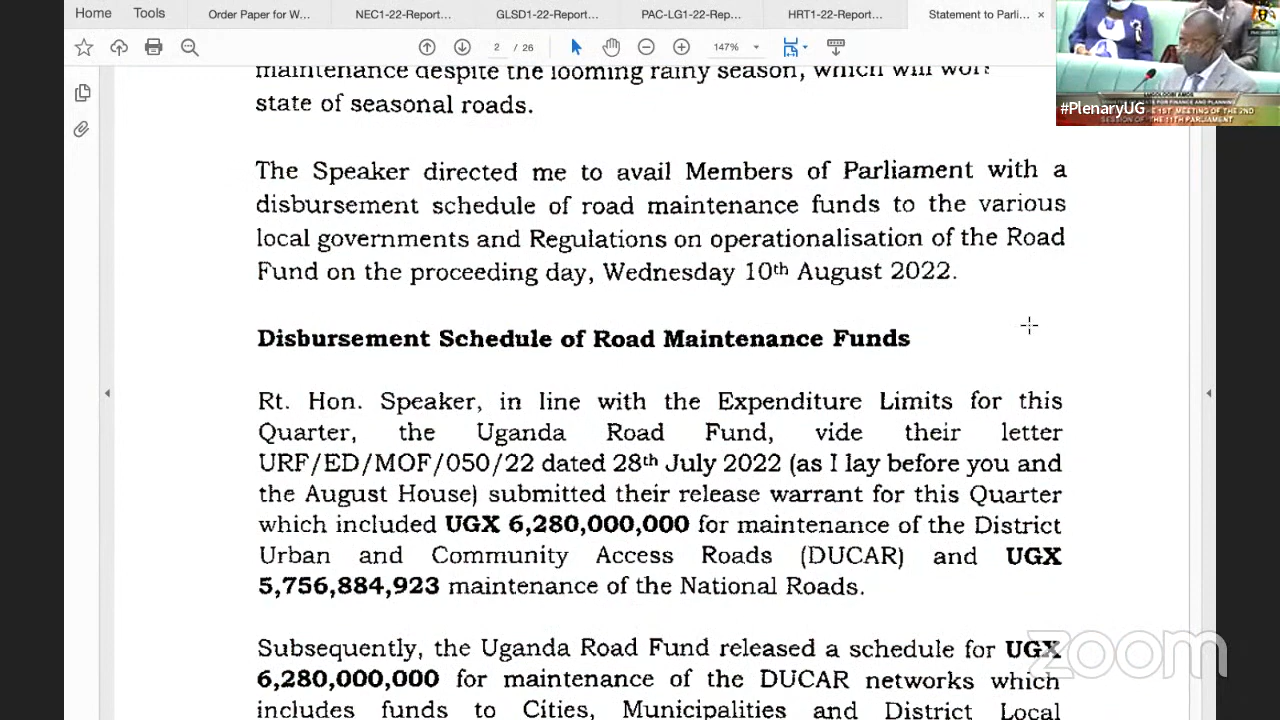 Home Tools Order Paper for W... NEC1-22-Report... GLSD1-22-Report... PAC-LG1-22-Rep... HRT1-22-Report... Statement to Parli... ×
2 / 26 147%
maintenance despite the looming rainy season, which will
state of seasonal roads.
#PlenaryUG
The Speaker directed me to avail Members of Parliament with a
disbursement schedule of road maintenance funds to the various
local governments and Regulations on operationalisation of the Road
Fund on the proceeding day, Wednesday 10th August 2022.
Disbursement Schedule of Road Maintenance Funds
Rt. Hon. Speaker, in line with the Expenditure Limits for this
Quarter, the Uganda Road Fund, vide their letter
URF/ED/MOF/050/22 dated 28th July 2022 (as I lay before you and
the August House) submitted their release warrant for this Quarter
which included UGX 6,280,000,000 for maintenance of the District
Urban and Community Access Roads (DUCAR) and UGX
5,756,884,923 maintenance of the National Roads.
Subsequently, the Uganda Road Fund released a schedule for UGX
6,280,000,000 for maintenance of the DUCAR networks which
includes funds to Cities, Municipalities and District Local
zoom